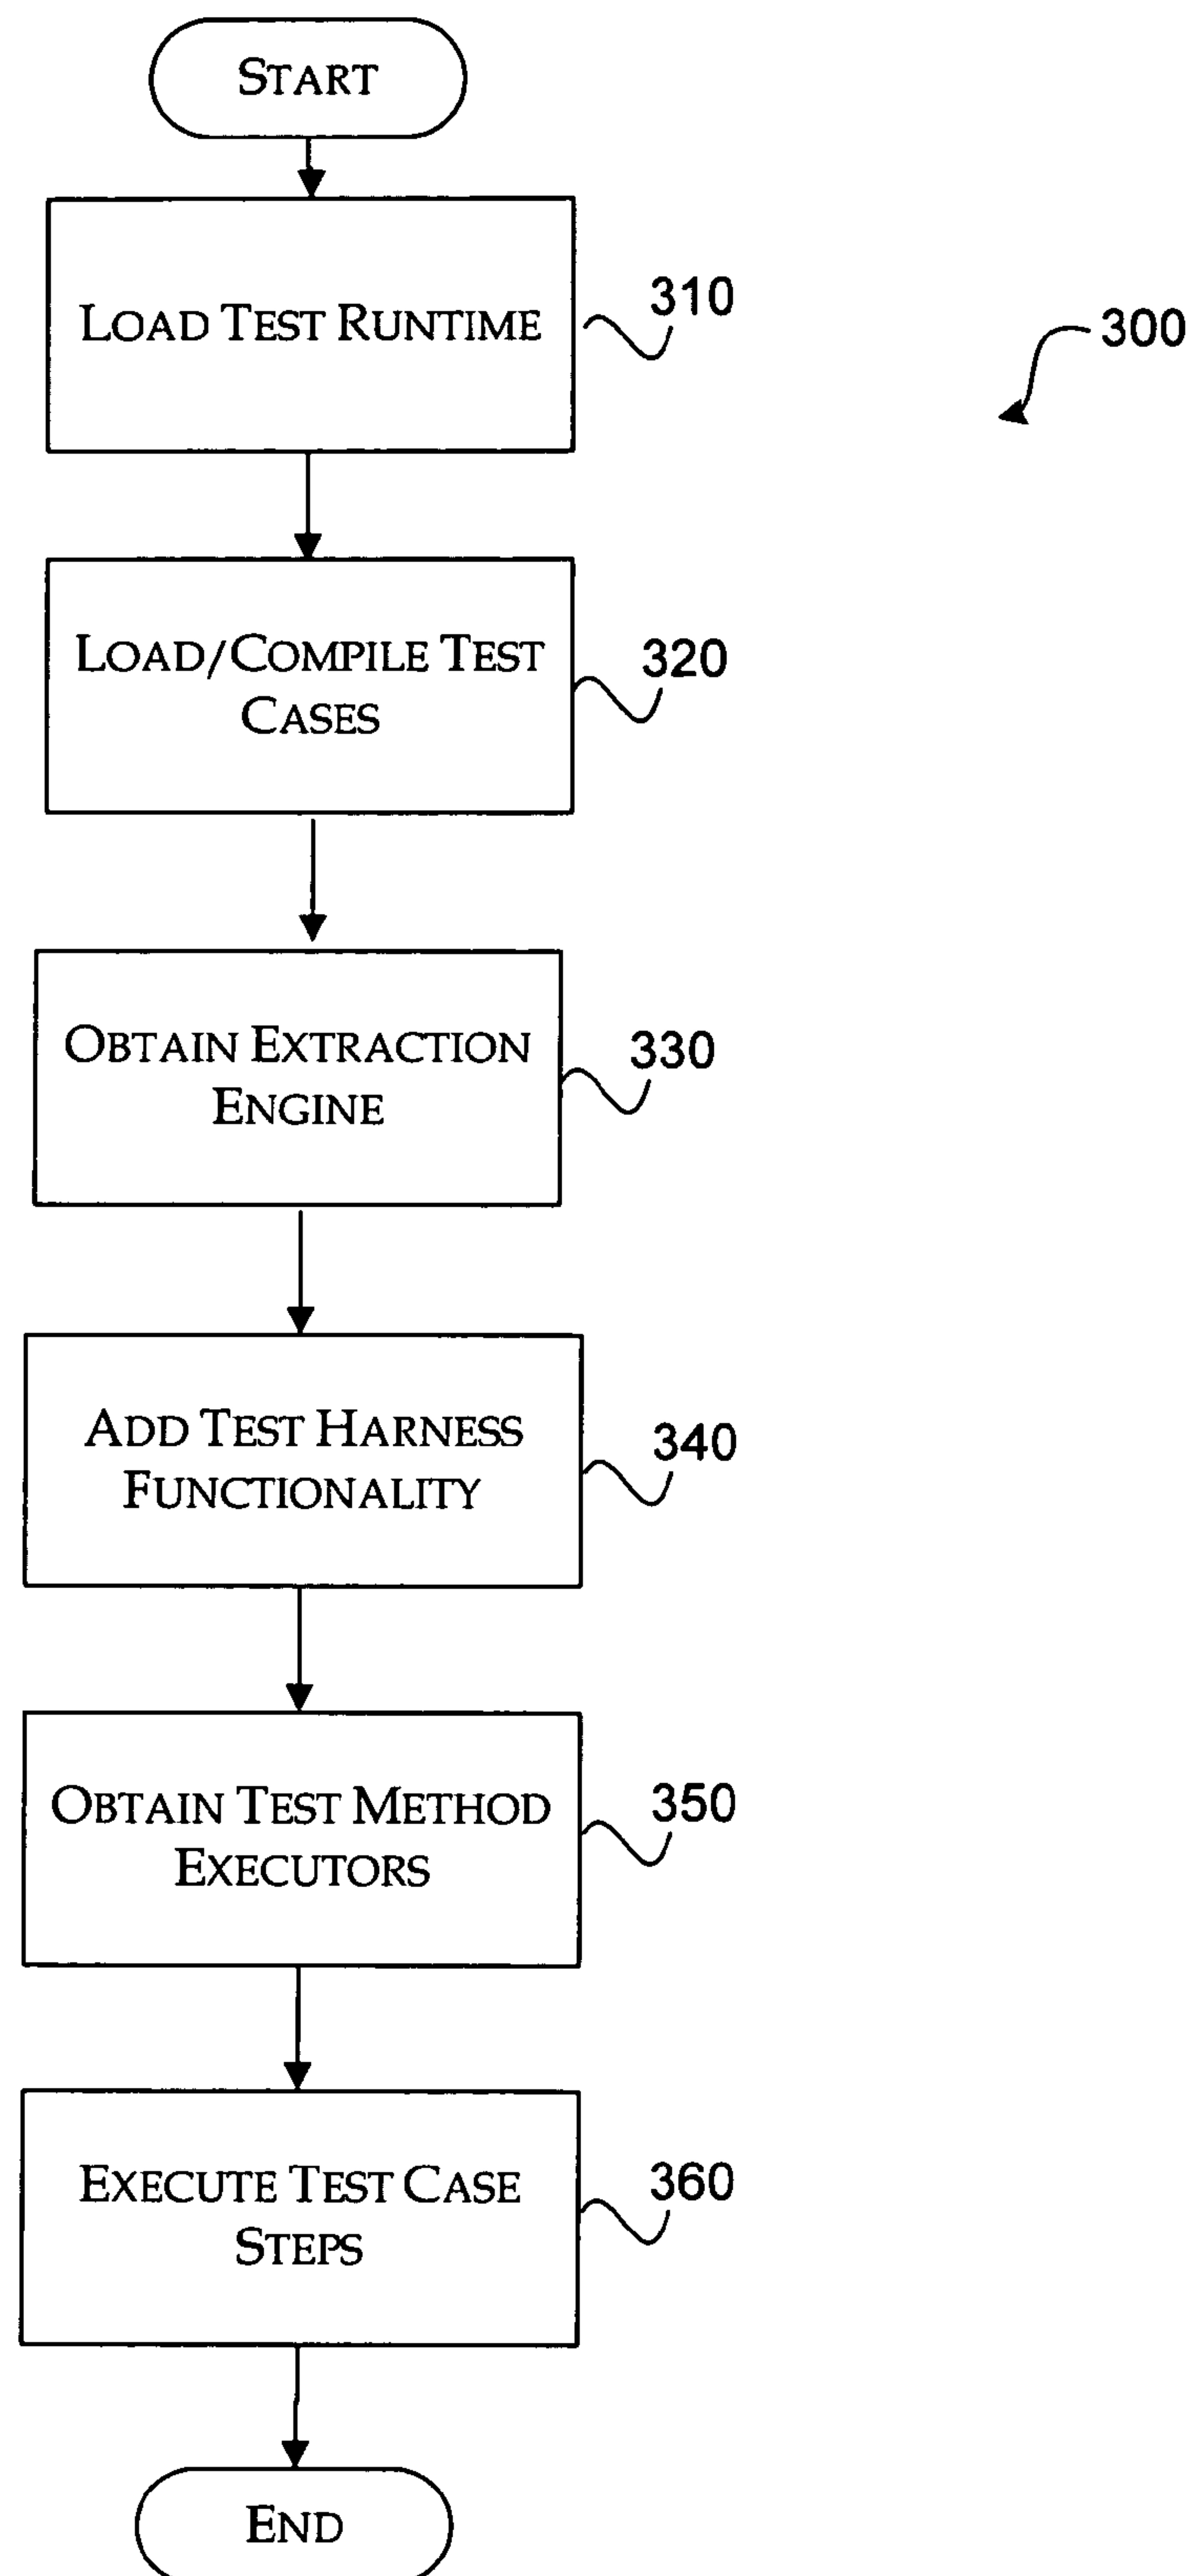 START
LOAD TEST RUNTIME
310
300
LOAD/COMPILE TEST
CASES
320
OBTAIN EXTRACTION
ENGINE
330
ADD TEST HARNESS
FUNCTIONALITY
340
OBTAIN TEST METHOD
EXECUTORS
350
EXECUTE TEST CASE
STEPS
360
END